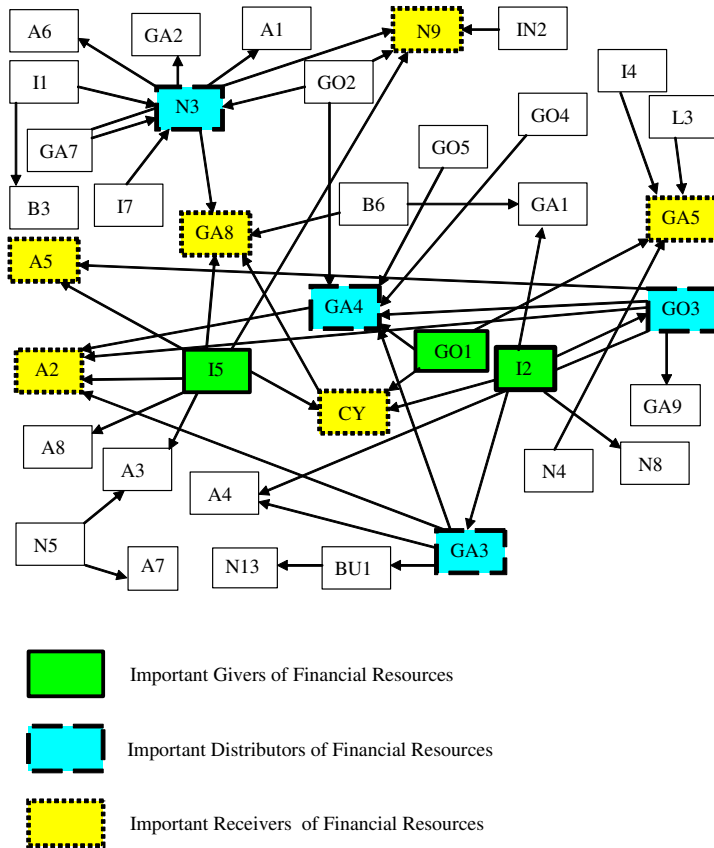 A6
GA2
A1
N9
IN2
I1
N3
GO2
I4
GO4
L3
GA7
GO5
B3
I7
B6
GA1
GA5
GA8
A5
GA4
GO3
GO1
A2
I5
I2
CY
GA9
A8
A3
A4
N4
N8
N5
A7
N13
BU1
GA3
Important Givers of Financial Resources
Important Distributors of Financial Resources
Important Receivers of Financial Resources